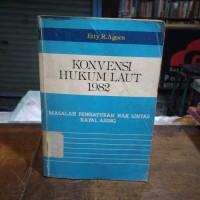 Etty R. Agoes
KONVENSI
HUKUM LAUT
1982
MASALAH PENGATURAN HAK LINTAS
KAPAL ASING